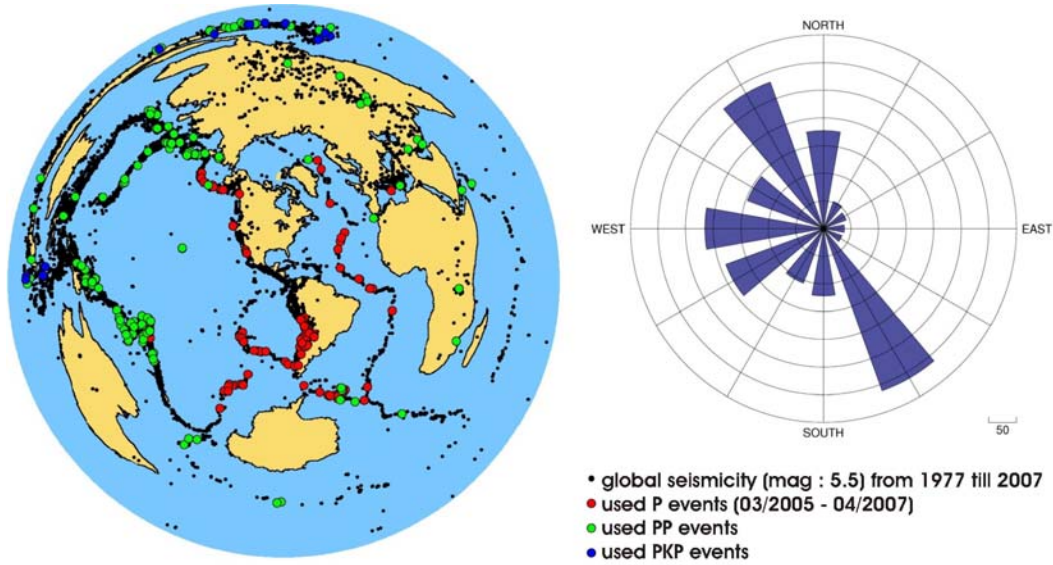 NORTH
WEST
EAST
SOUTH
50
global seismicity (mag : 5.5) from 1977 till 2007
used P events (03/2005 - 04/2007)
used PP events
used PKP events